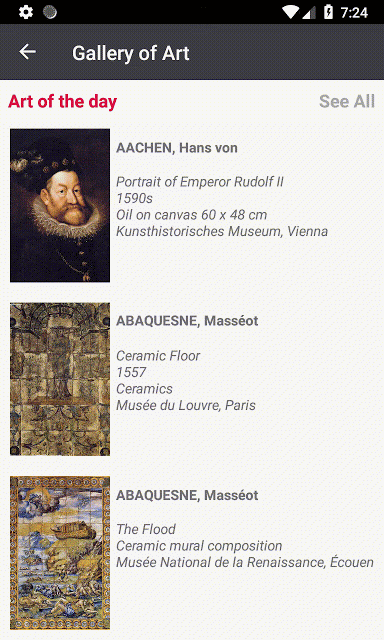 7:24
Gallery of Art
Art of the day
See All
AACHEN, Hans von
Portrait of Emperor Rudolf II
1590s
Oil on canvas 60 x 48 cm
Kunsthistorisches Museum, Vienna
ABAQUESNE, Masséot
Ceramic Floor
1557
Ceramics
Musée du Louvre, Paris
ABAQUESNE, Masséot
The Flood
Ceramic mural composition
Musée National de la Renaissance, Écouen